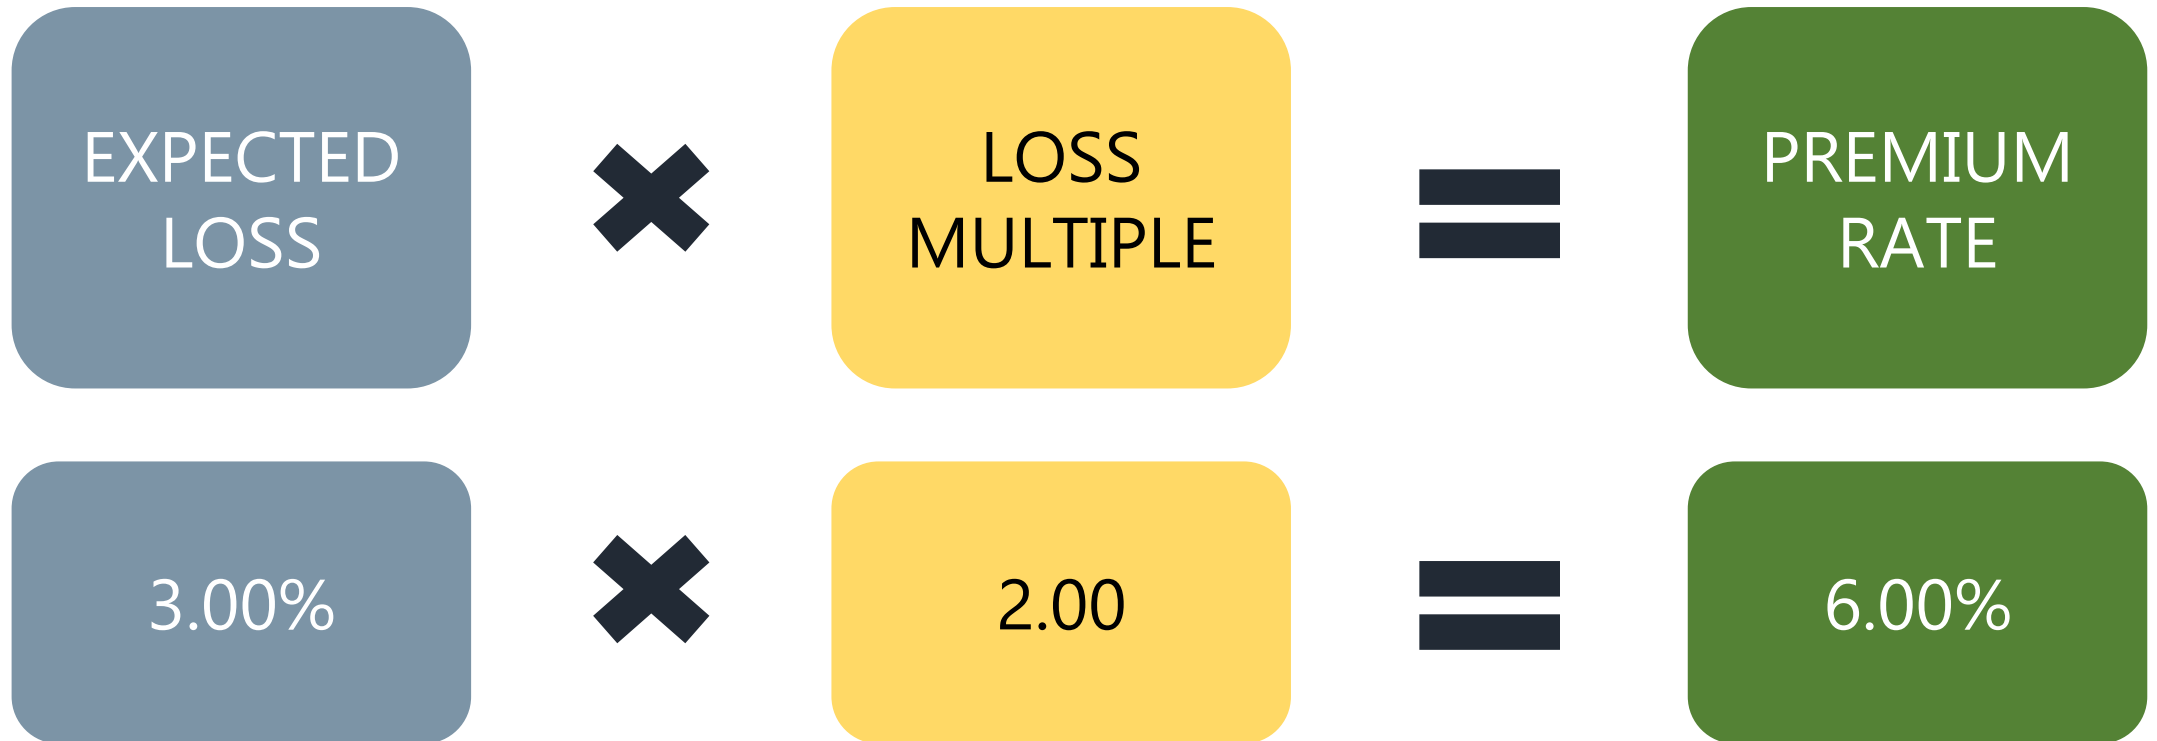 EXPECTED
LOSS
✖
LOSS
MULTIPLE
=
PREMIUM
RATE
3.00%
✖
2.00
=
6.00%